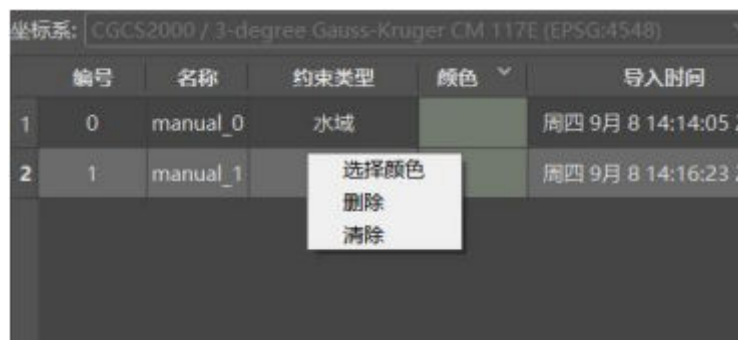 坐标系: CGCS2000 / 3-degree Gauss-Kruger CM 117E (EPSG:4548)
编号 名称 约束类型 颜色 导入时间
1 0 manual_0 水域 周四 9月 8 14:14:05
2 1 manual_1 周四 9月 8 14:16:23
选择颜色
删除
清除